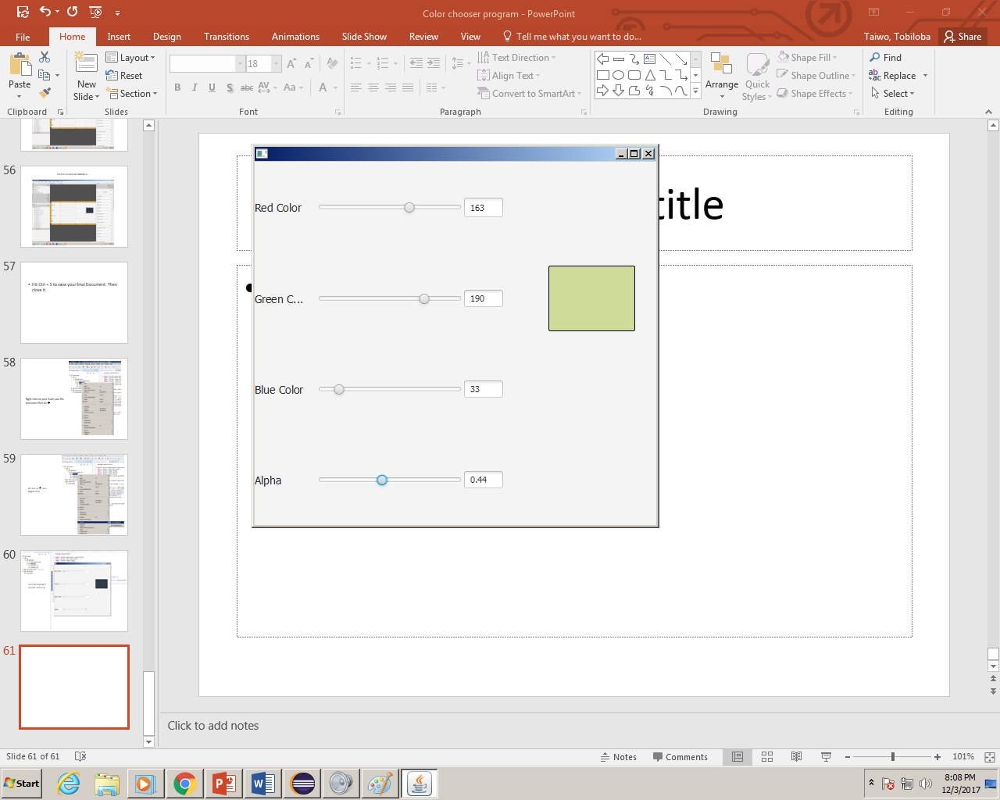 Color chooser program - PowerPoint
File
Home
Insert
Design
Transitions
Animations
Slide Show
Review
View
Tell me what you want to do...
Taiwo, Tobiloba
Share
Paste
New
Slide
Layout
Reset
Section
18
B I U S abc AV Aa A
Text Direction
Align Text
Convert to SmartArt
Arrange
Quick
Styles
Shape Fill
Shape Outline
Shape Effects
Find
Replace
Select
Clipboard
Slides
Font
Paragraph
Drawing
Editing
56
57
Hit Ctrl + S to save your fxml Document. Then
close it.
58
59
60
61
title
Red Color
163
Green C...
190
Blue Color
33
Alpha
0.44
Click to add notes
Slide 61 of 61
Notes
Comments
101%
Start
8:08 PM
12/3/2017